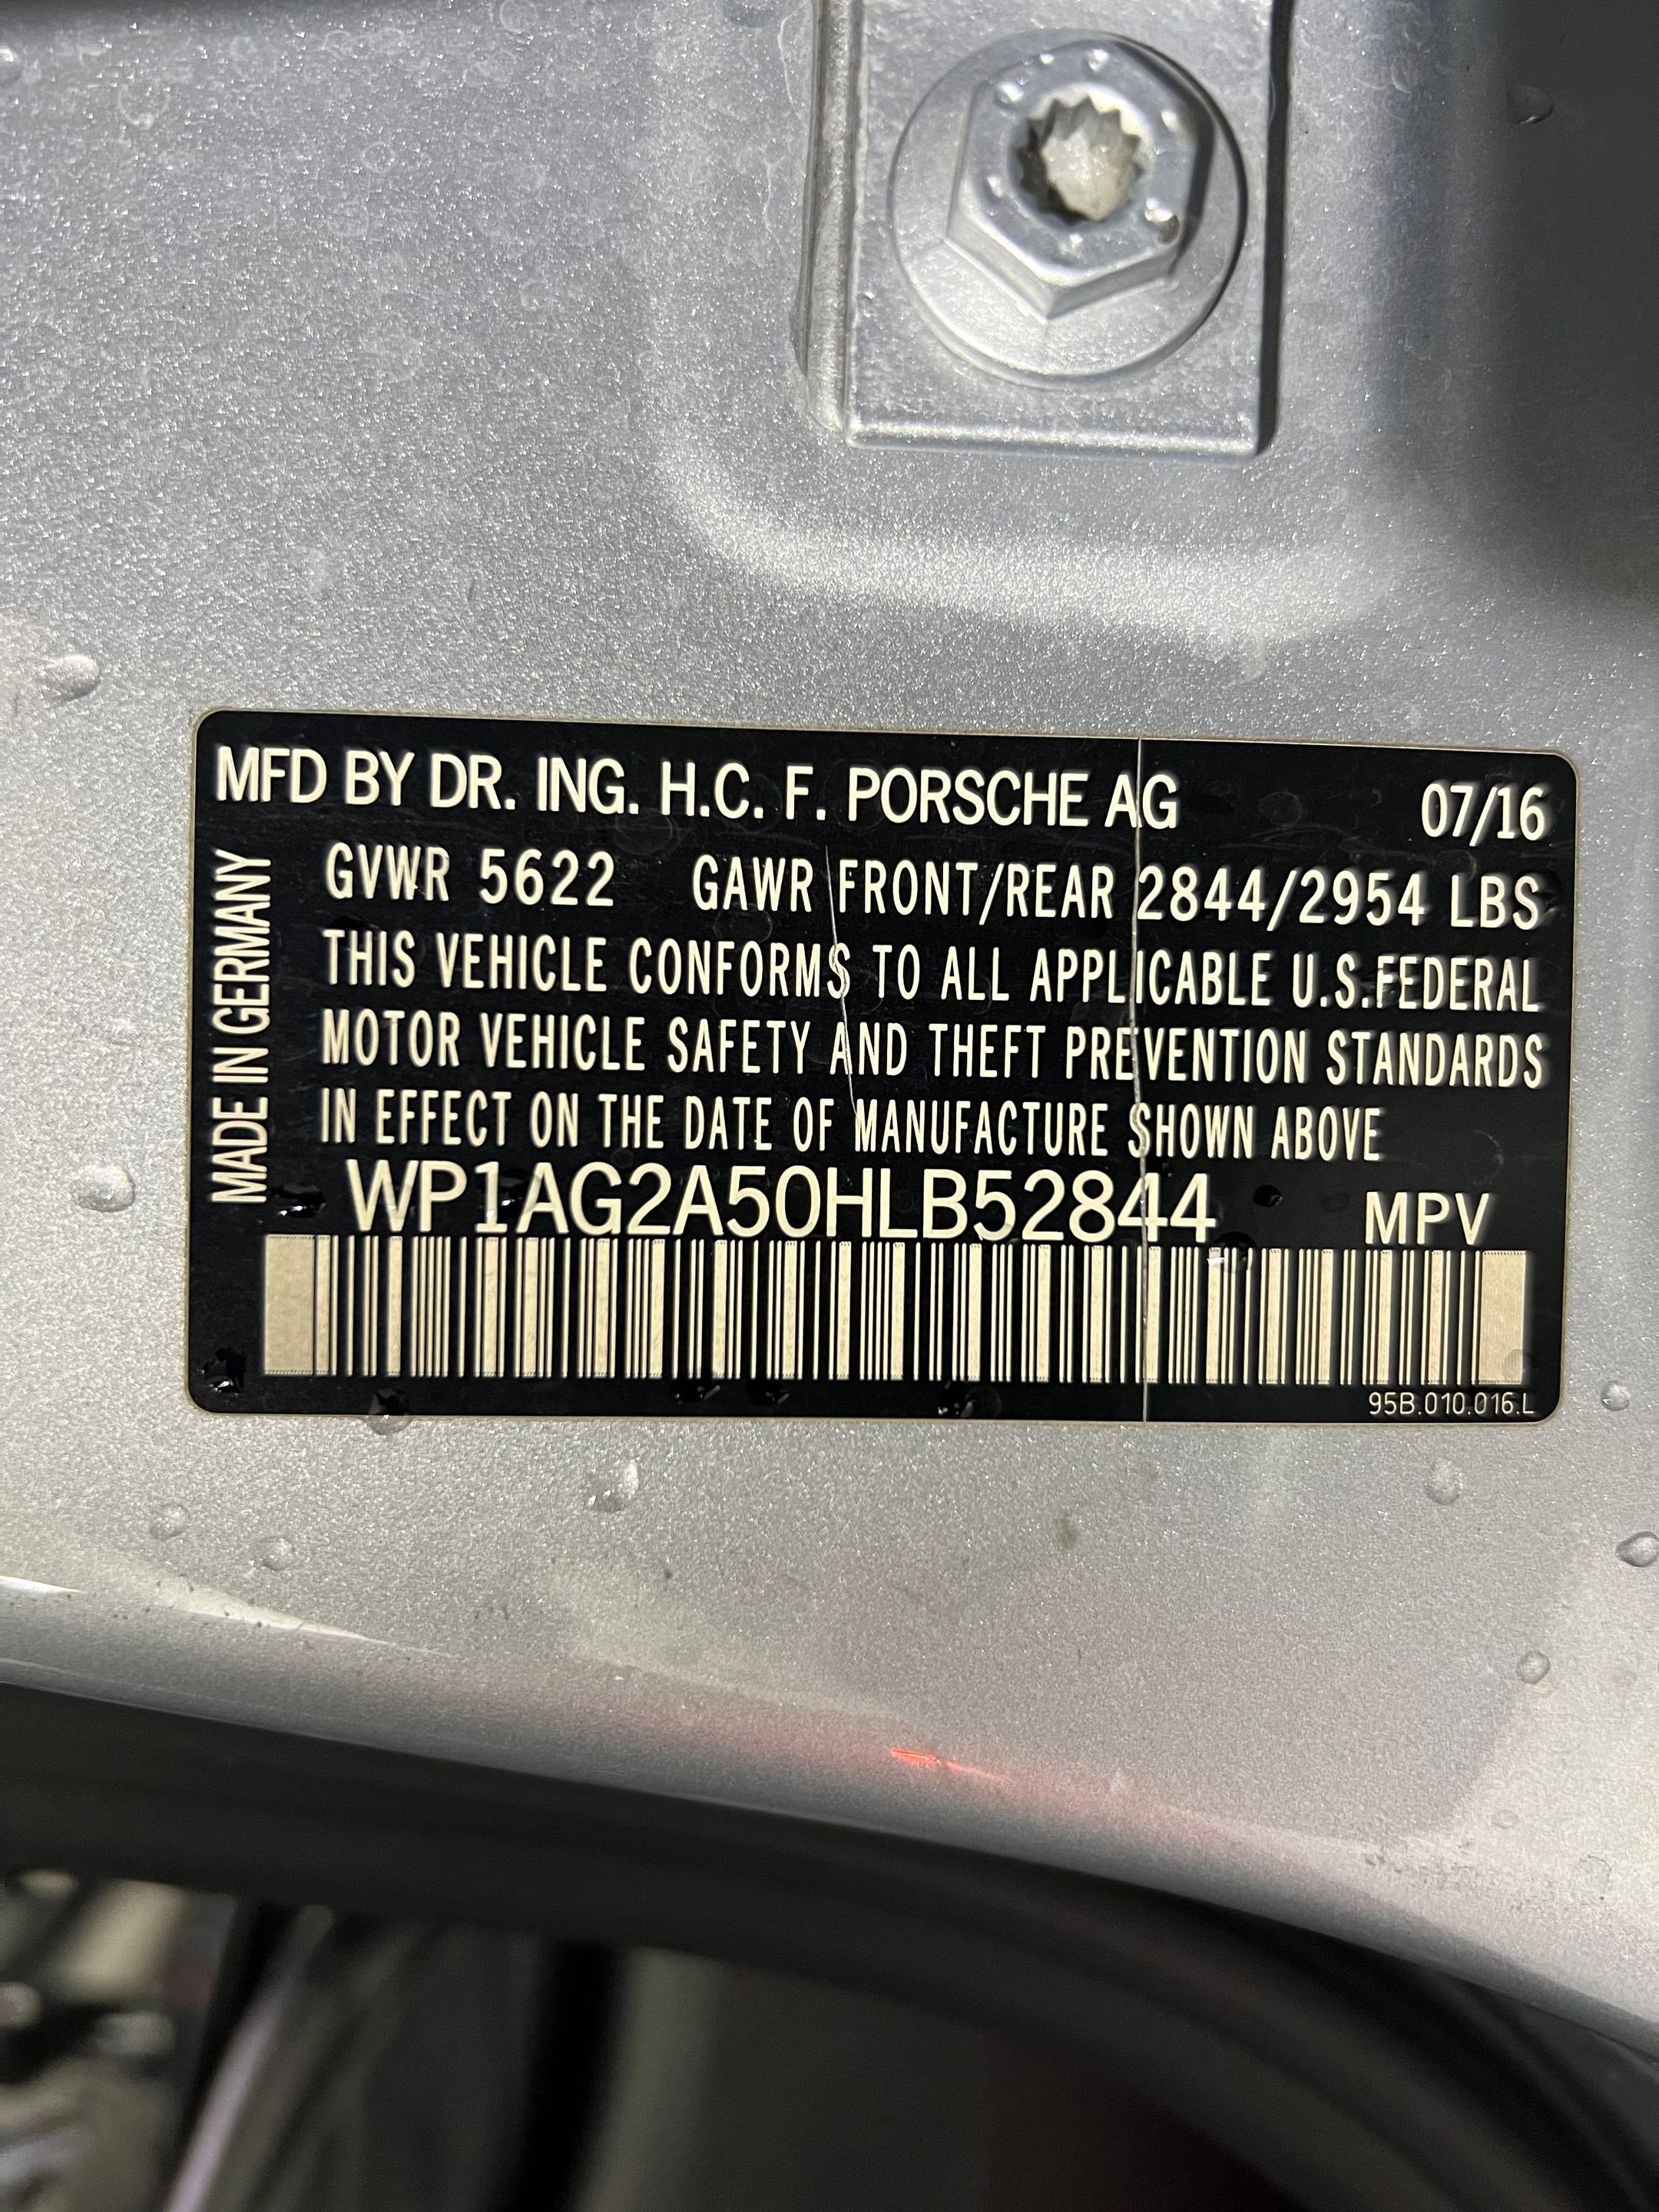 MFD BY DR. ING. H.C. F. PORSCHE AG 07/16
GVWR 5622 GAWR FRONT/REAR 2844/2954 LBS
THIS VEHICLE CONFORMS TO ALL APPLICABLE U.S.FEDERAL
MOTOR VEHICLE SAFETY AND THEFT PREVENTION STANDARDS
IN EFFECT ON THE DATE OF MANUFACTURE SHOWN ABOVE
WP1AG2A50HLB52844 MPV
95B.010.016.L
MADE IN GERMANY